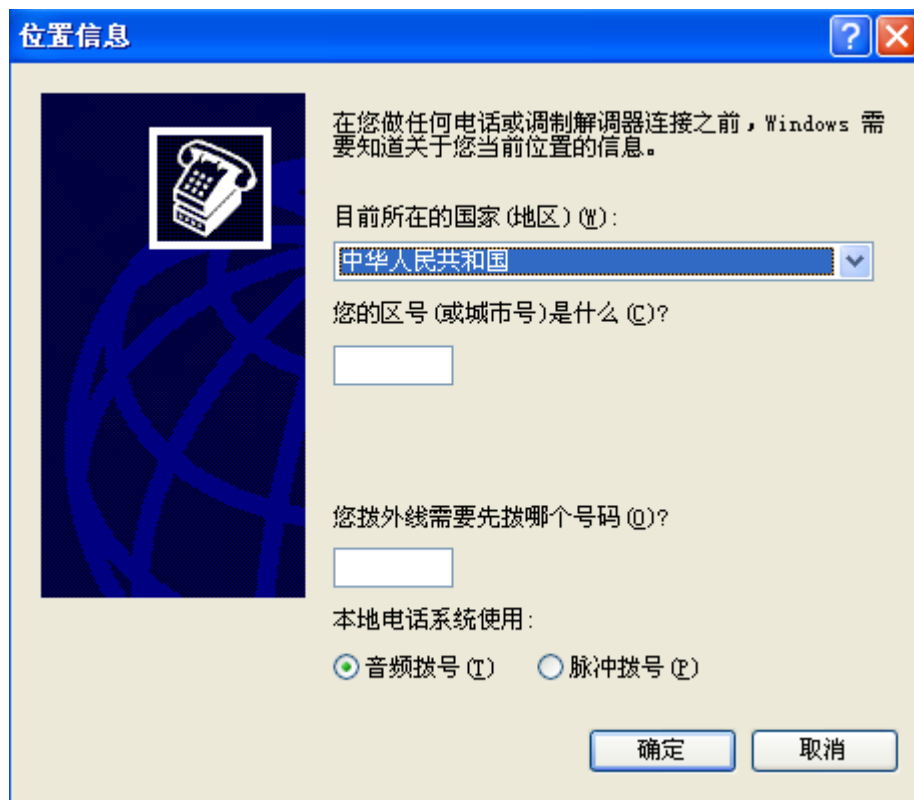 位置信息
在您做任何电话或调制解调器连接之前，Windows 需
要知道关于您当前位置的信息。
目前所在的国家(地区)(W):
中华人民共和国
您的区号(或城市号)是什么(C)?
您拨外线需要先拨哪个号码(O)?
本地电话系统使用:
音频拨号(T) 脉冲拨号(P)
确定 取消